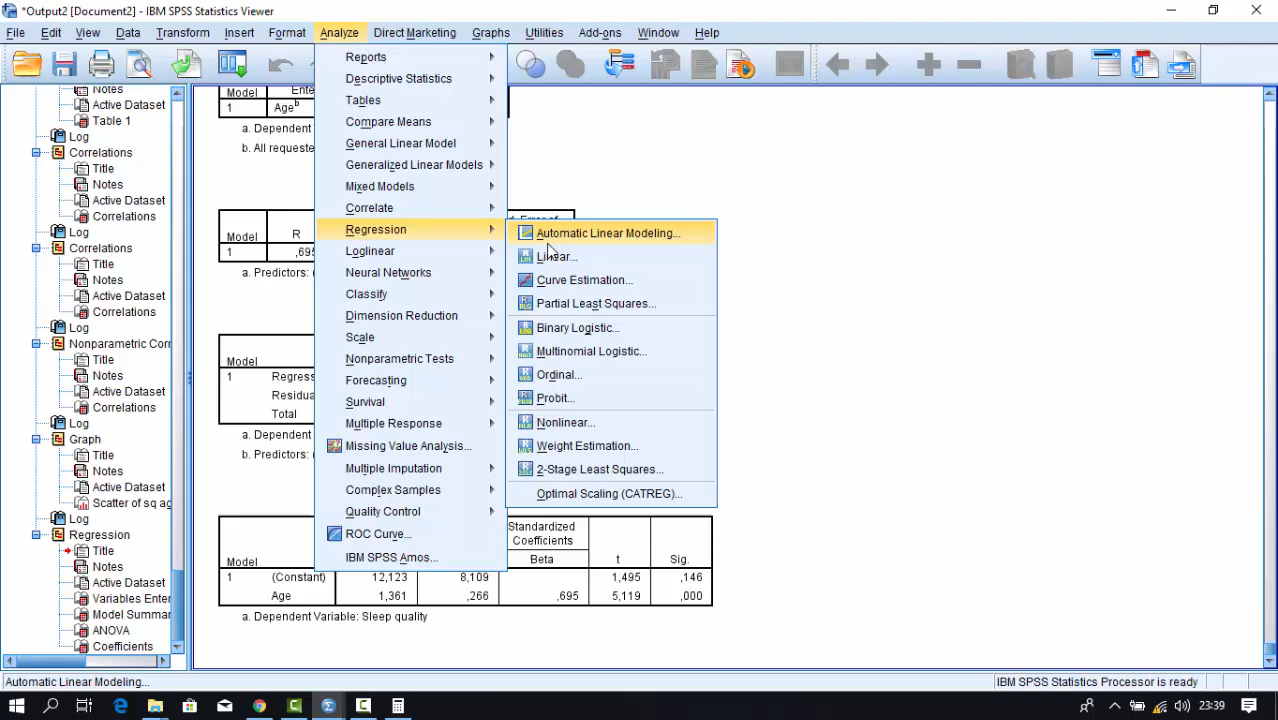 *Output2 [Document2] - IBM SPSS Statistics Viewer
File Edit View Data Transform Insert Format Analyze Direct Marketing Graphs Utilities Add-ons Window Help
Notes
Active Dataset
Table 1
Log
Correlations
Title
Notes
Active Dataset
Correlations
Log
Correlations
Title
Notes
Active Dataset
Correlations
Log
Nonparametric Corr
Title
Notes
Active Dataset
Correlations
Log
Graph
Title
Notes
Active Dataset
Scatter of sq ag
Log
Regression
Title
Notes
Active Dataset
Variables Enter
Model Summar
ANOVA
Coefficients
Reports
Descriptive Statistics
Tables
Compare Means
General Linear Model
Generalized Linear Models
Mixed Models
Correlate
Regression
Loglinear
Neural Networks
Classify
Dimension Reduction
Scale
Nonparametric Tests
Forecasting
Survival
Multiple Response
Missing Value Analysis...
Multiple Imputation
Complex Samples
Quality Control
ROC Curve...
IBM SPSS Amos...
Automatic Linear Modeling...
Linear...
Curve Estimation...
Partial Least Squares...
Binary Logistic...
Multinomial Logistic...
Ordinal...
Probit...
Nonlinear...
Weight Estimation...
2-Stage Least Squares...
Optimal Scaling (CATREG)...
Model Ente
1 Ageb
a. Dependent
b. All requeste
Model R
1 ,695
a. Predictors: (
Model
1 Regress
Residua
Total
a. Dependent
b. Predictors: (
Standardized
Coefficients
Model Beta t Sig.
1 (Constant) 12,123 8,109 1,495 ,146
Age 1,361 ,266 ,695 5,119 ,000
a. Dependent Variable: Sleep quality
Automatic Linear Modeling... IBM SPSS Statistics Processor is ready
23:39